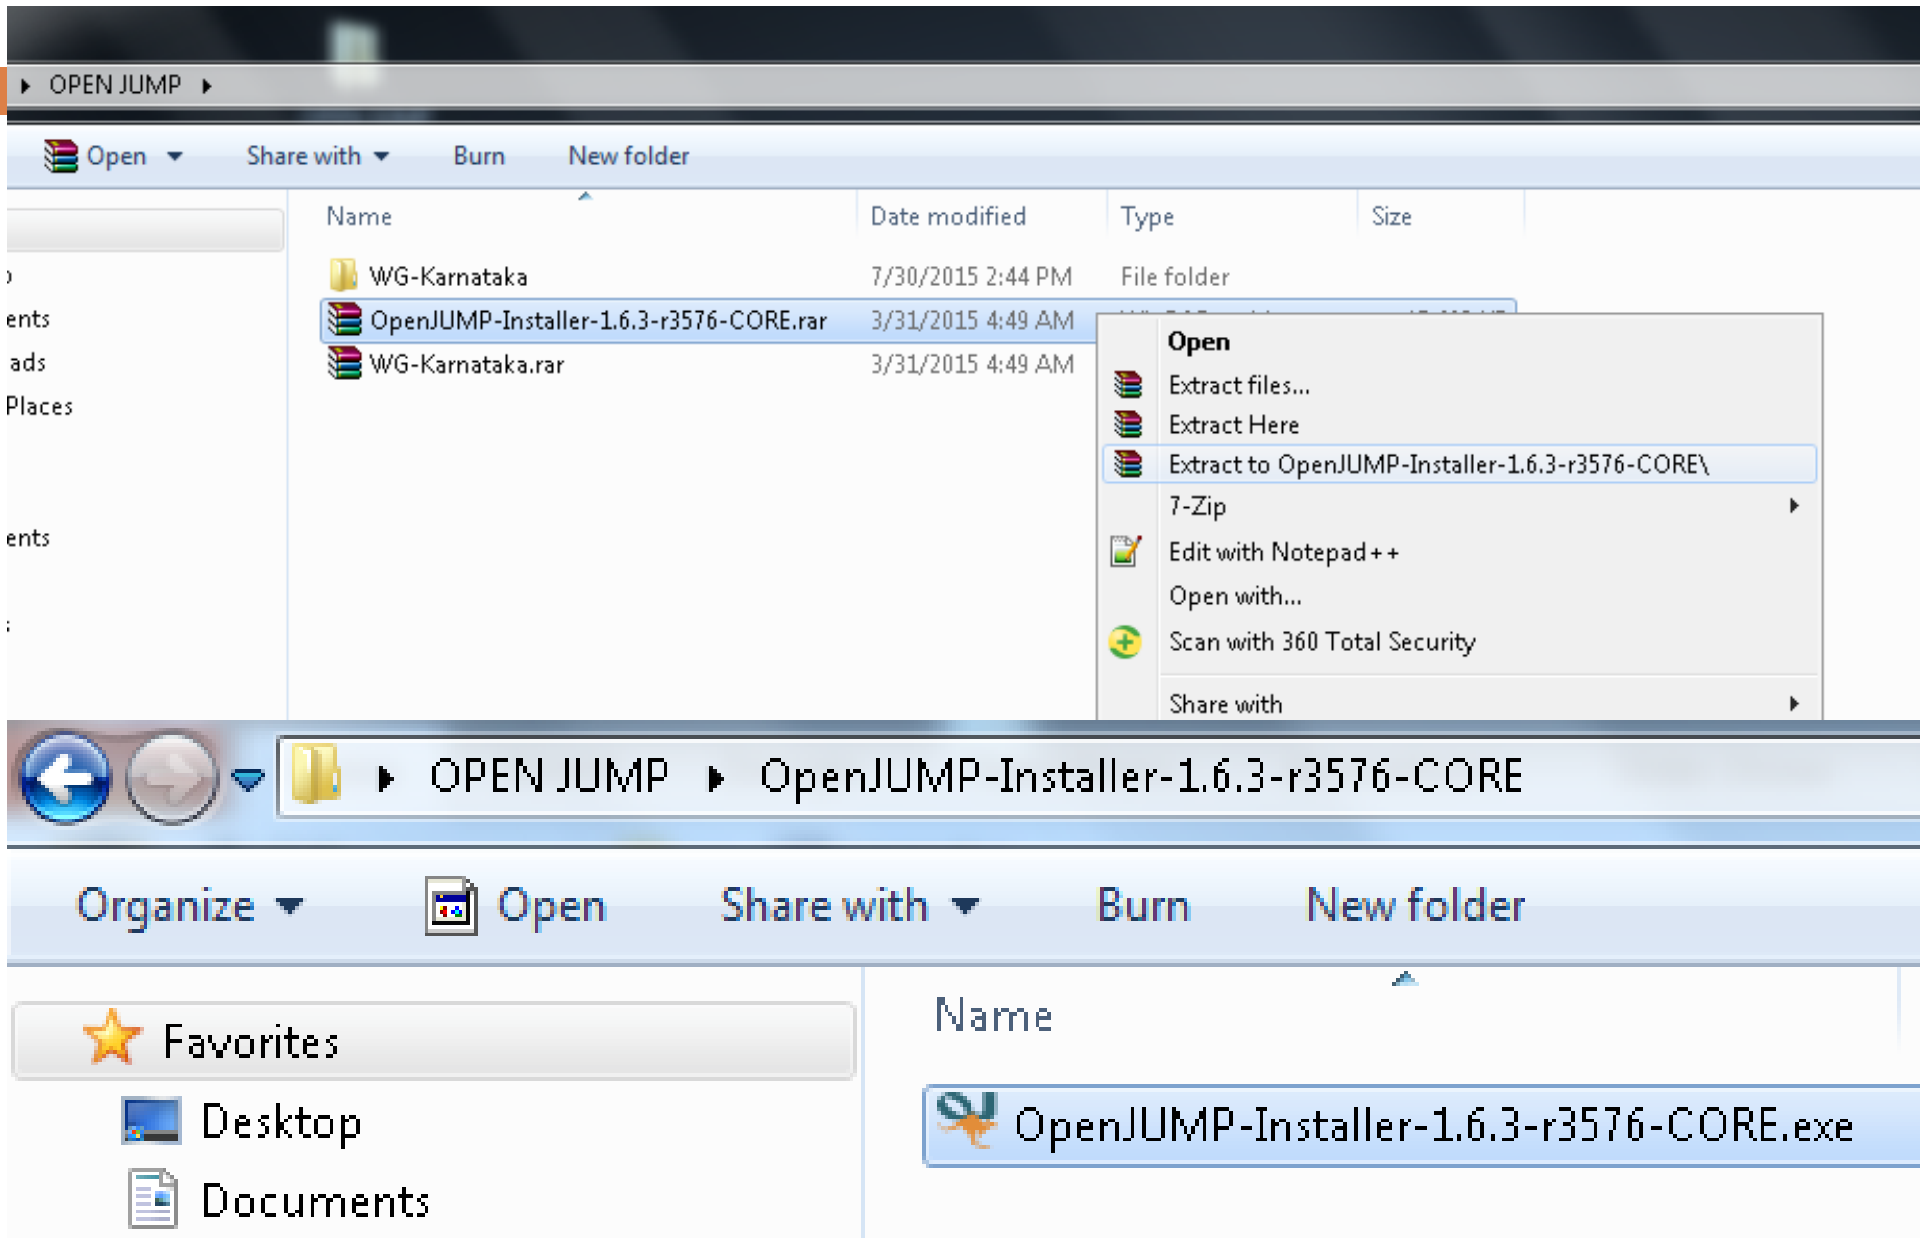 OPEN JUMP
Open Share with Burn New folder
Name Date modified Type Size
WG-Karnataka 7/30/2015 2:44 PM File folder
ents OpenJUMP-Installer-1.6.3-r3576-CORE.rar 3/31/2015 4:49 AM
ads WG-Karnataka.rar 3/31/2015 4:49 AM
Places
ents
Open
Extract files...
Extract Here
Extract to OpenJUMP-Installer-1.6.3-r3576-CORE\
7-Zip
Edit with Notepad++
Open with...
Scan with 360 Total Security
Share with
OPEN JUMP OpenJUMP-Installer-1.6.3-r3576-CORE
Organize Open Share with Burn New folder
Favorites
Desktop
Documents
Name
OpenJUMP-Installer-1.6.3-r3576-CORE.exe